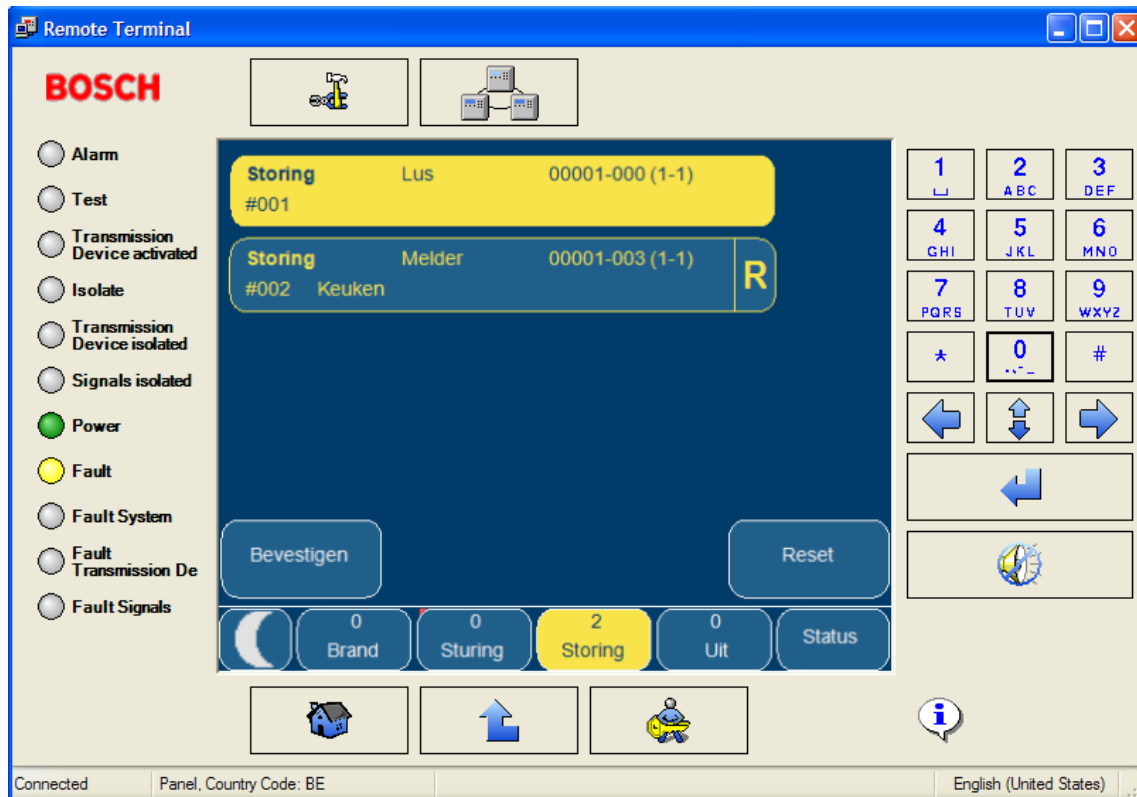 Remote Terminal
BOSCH
Alarm
Test
Transmission
Device activated
Isolate
Transmission
Device isolated
Signals isolated
Power
Fault
Fault System
Fault
Transmission De
Fault Signals
Storing Lus 00001-000 (1-1)
#001
Storing Melder 00001-003 (1-1)
#002 Keuken
R
Bevestigen Reset
0 Brand
0 Sturing
2 Storing
0 Uit
Status
1 2 3
ABC DEF
4 5 6
GHI JKL MNO
7 8 9
PQRS TUV WXYZ
* 0 #
Connected Panel, Country Code: BE English (United States)